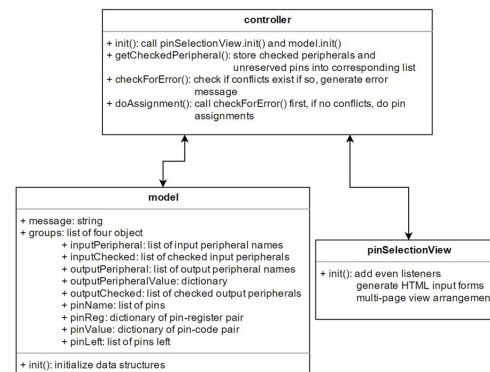 controller
+ init(): call pinSelectionView.init() and model.init()
+ getCheckedPeripheral(): store checked peripherals and
unreserved pins into corresponding list
+ checkForError(): check if conflicts exist if so, generate error
message
+ doAssignment(): call checkForError() first, if no conflicts, do pin
assignments
model
+ message: string
+ groups: list of four object
+ inputPeripheral: list of input peripheral names
+ inputChecked: list of checked input peripherals
+ outputPeripheral: list of output peripheral names
+ outputPeripheralValue: dictionary
+ outputChecked: list of checked output peripherals
+ pinName: list of pins
+ pinReg: dictionary of pin-register pair
+ pinValue: dictionary of pin-code pair
+ pinLeft: list of pins left
+ init(): initialize data structures
pinSelectionView
+ init(): add even listeners
generate HTML input forms
multi-page view arrangement